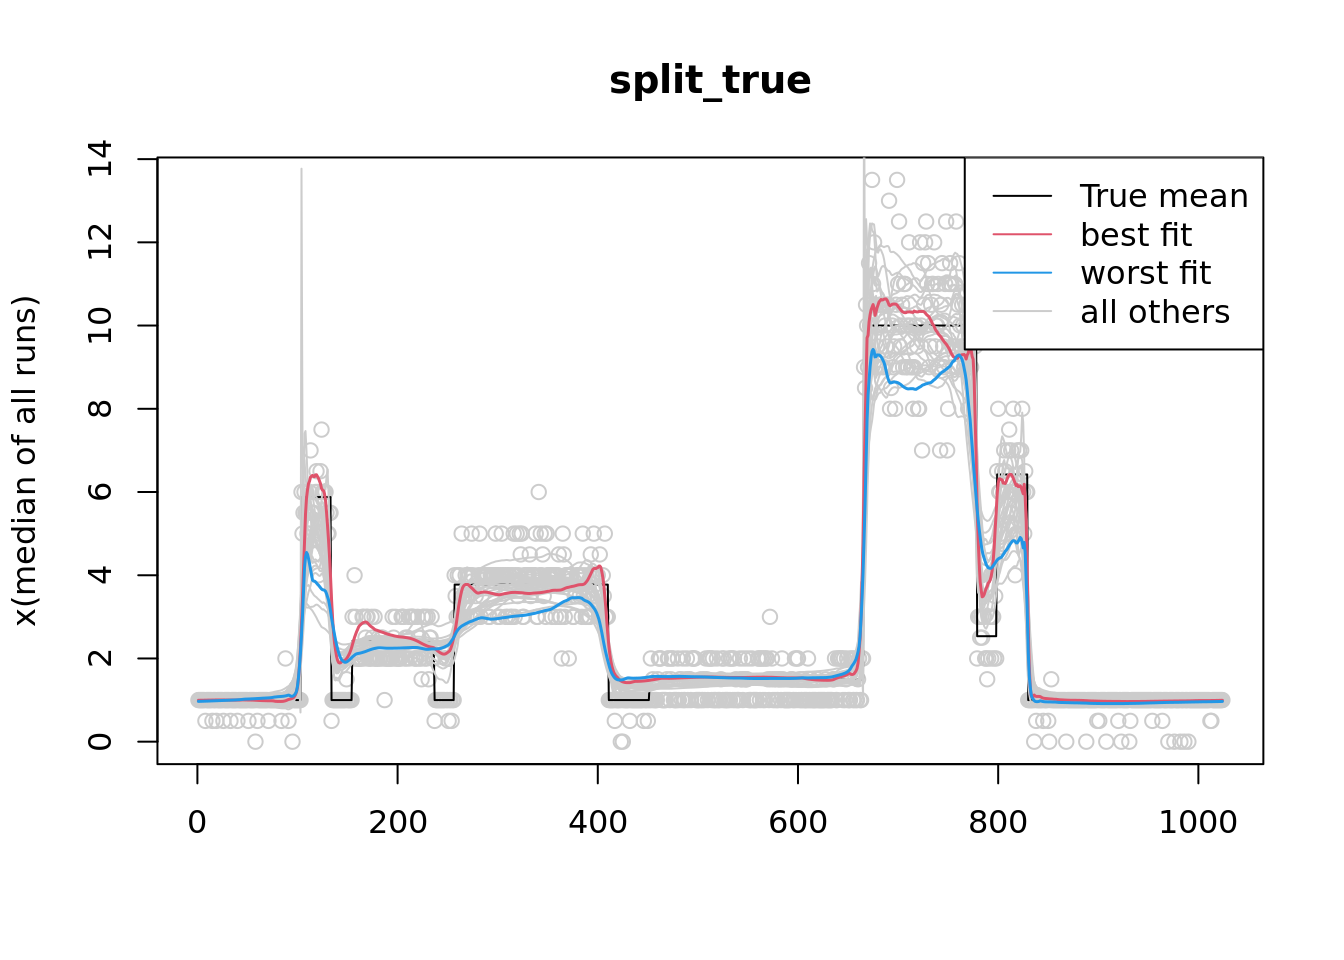 split_true
x(median of all runs)
14
12
10
8
6
4
2
0
True mean
best fit
worst fit
all others
0 200 400 600 800 1000